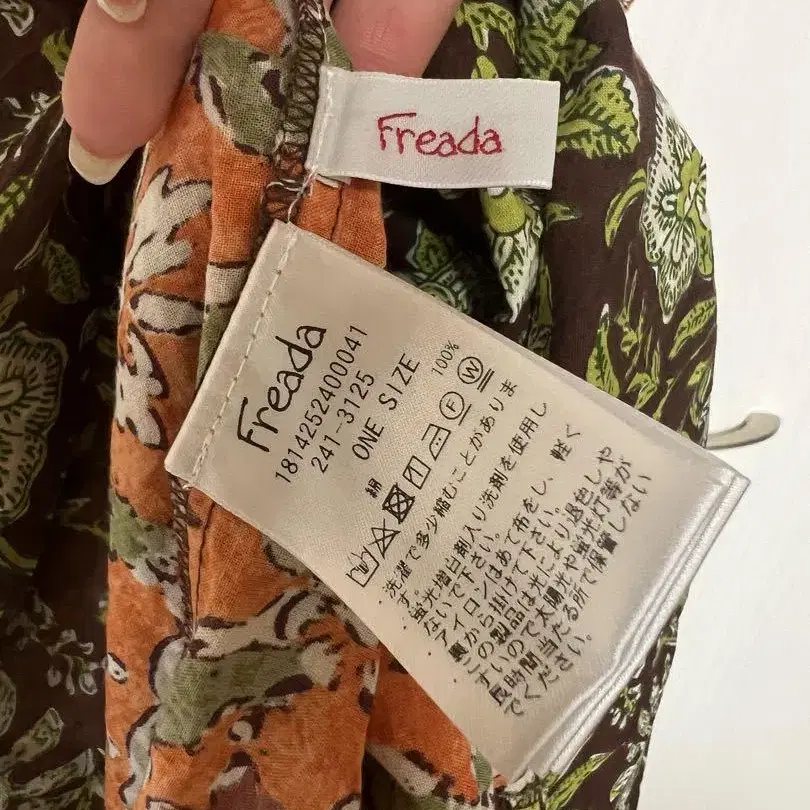 Freada
Freada
181425240041
241-3125
ONE SIZE
綿 100%
・洗濯で多少縮むことがありま
す。
・蛍光増白剤入り洗剤を使用し
ないで下さい。
・アイロンはあて布をし、軽く
裏から掛けて下さい。
この製品は光により退色しや
すいので太陽光や蛍光灯等が
長時間当たる所で保管しない
でください。